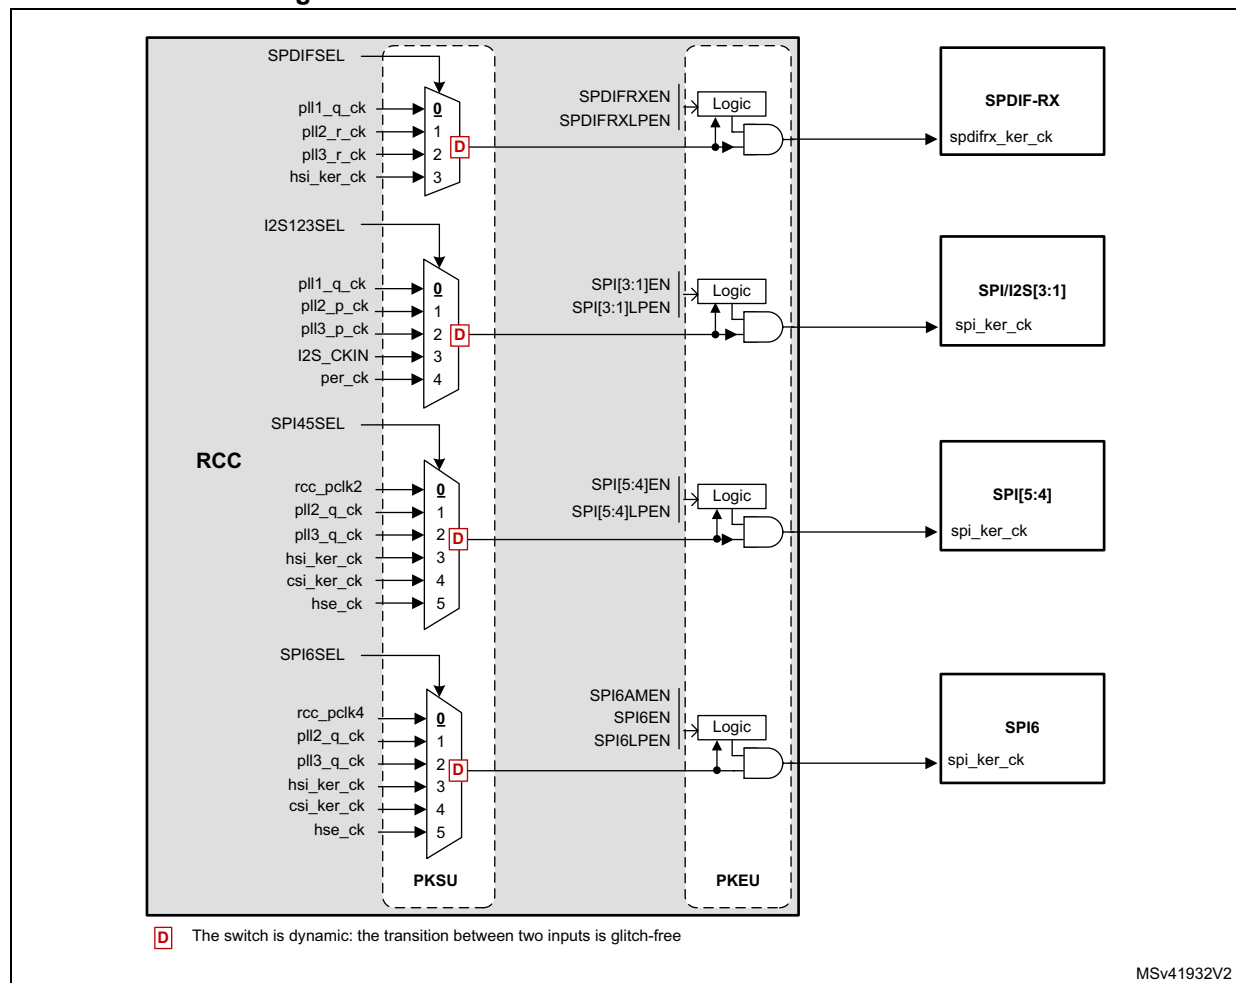 SPDIFSEL
pll1_q_ck
pll2_r_ck
pll3_r_ck
hsi_ker_ck
0
1
2
3
D
SPDIFRXEN
SPDIFRXLPEN
Logic
SPDIF-RX
spdifrx_ker_ck
I2S123SEL
pll1_q_ck
pll2_p_ck
pll3_p_ck
I2S_CKIN
per_ck
0
1
2
3
4
D
SPI[3:1]EN
SPI[3:1]LPEN
Logic
SPI/I2S[3:1]
spi_ker_ck
RCC
SPI45SEL
rcc_pclk2
pll2_q_ck
pll3_q_ck
hsi_ker_ck
csi_ker_ck
hse_ck
0
1
2
3
4
5
D
SPI[5:4]EN
SPI[5:4]LPEN
Logic
SPI[5:4]
spi_ker_ck
SPI6SEL
rcc_pclk4
pll2_q_ck
pll3_q_ck
hsi_ker_ck
csi_ker_ck
hse_ck
0
1
2
3
4
5
D
SPI6AMEN
SPI6EN
SPI6LPEN
Logic
SPI6
spi_ker_ck
PKSU
PKEU
D The switch is dynamic: the transition between two inputs is glitch-free
MSv41932V2